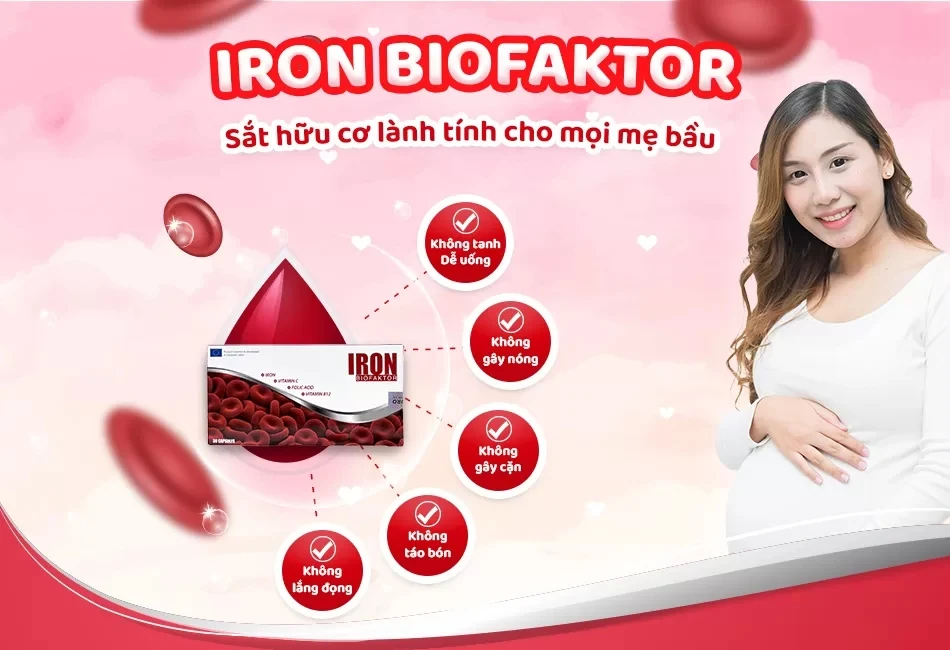 IRON BIOFAKTOR
Sắt hữu cơ lành tính cho mọi mẹ bầu
Không tanh
Dễ uống
Không
gây nóng
Không
gây cặn
Không
táo bón
Không
lắng đọng
IRON
BIOFAKTOR
IRON
VITAMIN C
FOLIC ACID
VITAMIN B12
30 CAPSULES